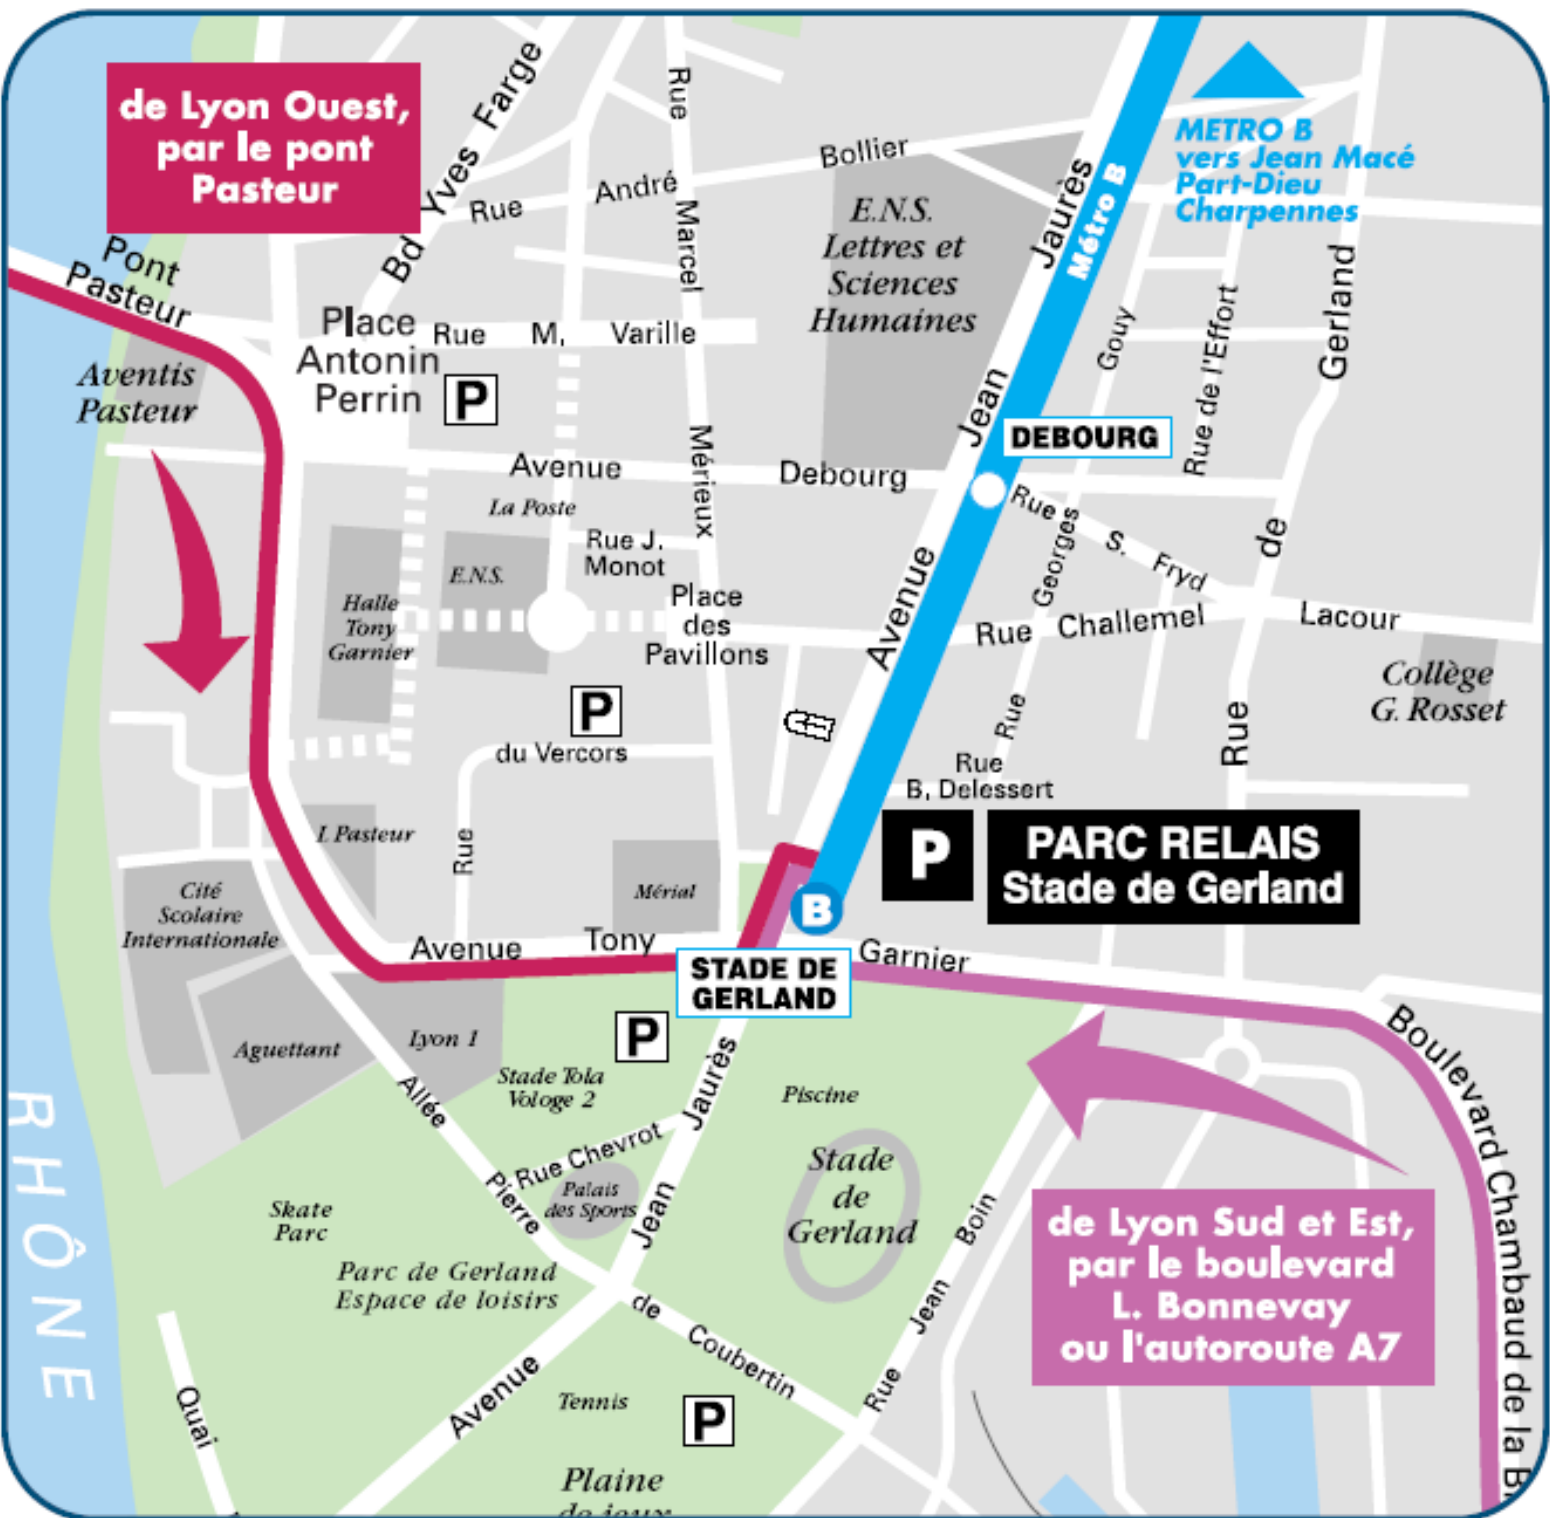 de Lyon Ouest,
par le pont
Pasteur
Bd Yves Farge
Rue Marcel Mérieux
Rue André Bollier
METRO B
vers Jean Macé
Part-Dieu
Charpennes
Métro B
Avenue Jean Jaurès
E.N.S.
Lettres et
Sciences
Humaines
Pont
Pasteur
Place
Antonin
Perrin
P
Rue M. Varille
Aventis
Pasteur
Rue Georges Gouy
Rue de l'Effort
Rue de Gerland
DEBOURG
Avenue Debourg
La Poste
Rue J.
Monot
Rue S. Fryd
E.N.S.
Halle
Tony
Garnier
Place
des
Pavillons
Rue Challemel Lacour
Collège
G. Rosset
P
Rue du Vercors
Rue
B. Delessert
P
PARC RELAIS
Stade de Gerland
I. Pasteur
Mérial
Cité
Scolaire
Internationale
B
Avenue Tony Garnier
STADE DE
GERLAND
P
Aguettant
Lyon 1
Stade Tola
Vologe 2
Piscine
Boulevard Chambaud de la B
Allée Pierre de Coubertin
Rue Chevrot
Palais
des Sports
Avenue Jean Jaurès
Stade
de
Gerland
Rue Jean Boin
RHÔNE
Skate
Parc
Parc de Gerland
Espace de loisirs
de Lyon Sud et Est,
par le boulevard
L. Bonnevay
ou l'autoroute A7
Quai
Tennis
P
Plaine
de jeux